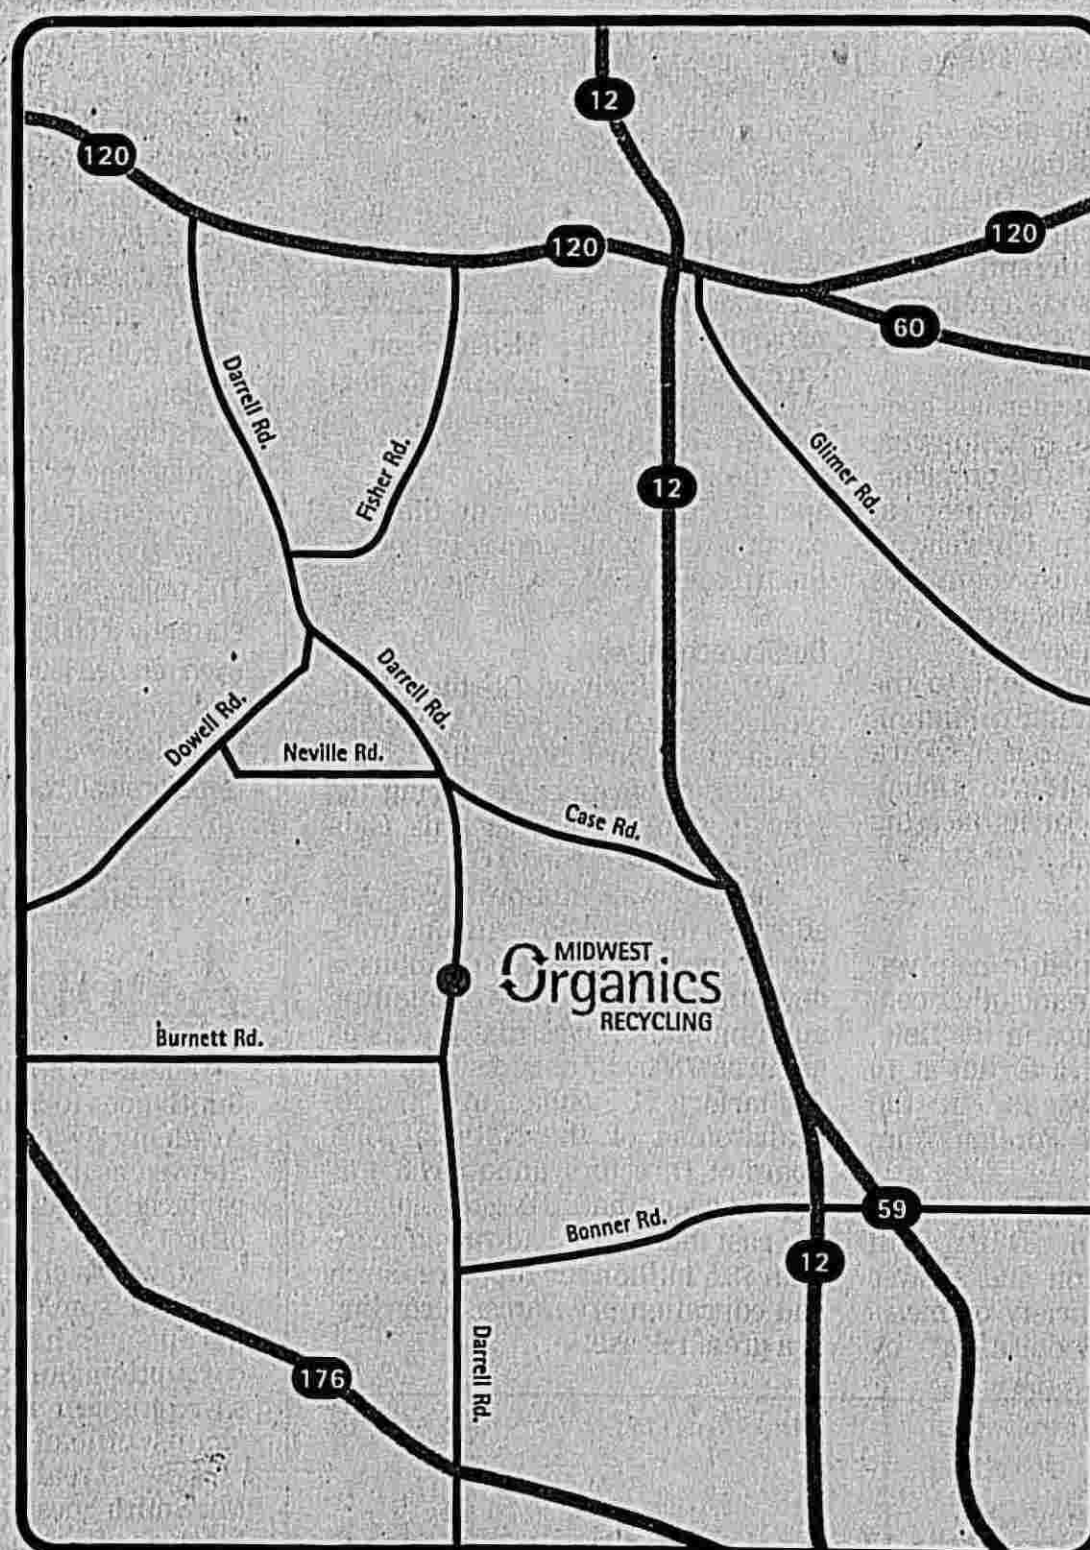 12
120
120
120
60
Darrell Rd.
Fisher Rd.
12
Glimer Rd.
Darrell Rd.
Dowell Rd.
Neville Rd.
Case Rd.
MIDWEST
Organics
RECYCLING
Burnett Rd.
59
Bonner Rd.
12
Darrell Rd.
176